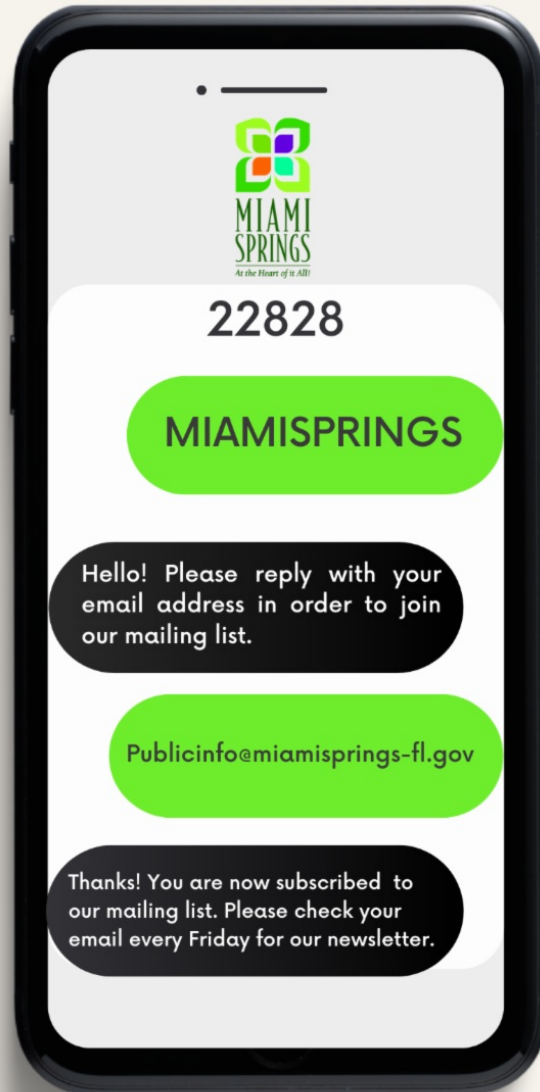 MIAMI
SPRINGS
At the Heart of it All!
22828
MIAMISPRINGS
Hello! Please reply with your
email address in order to join
our mailing list.
Publicinfo@miamisprings-fl.gov
Thanks! You are now subscribed to
our mailing list. Please check your
email every Friday for our newsletter.